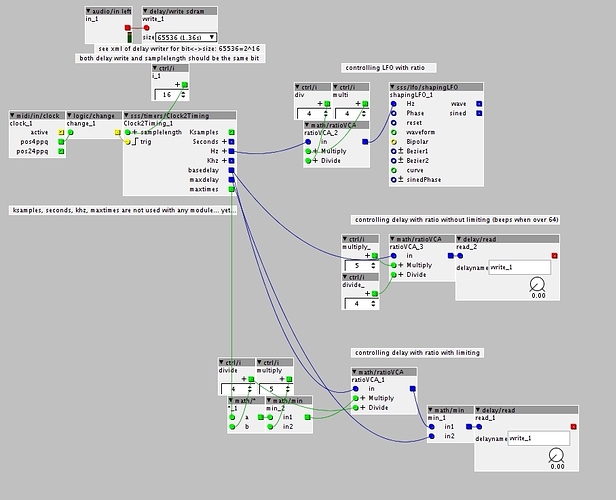 audio/in left
in_1
delay/write sdram
write_1
size 65536 (1.36s)
see xml of delay writer for bit<->size: 65536=2^16
both delay write and samplelength should be the same bit
ctrl/i
i_1
16
controlling LFO with ratio
midi/in/clock
clock_1
active
pos4ppq
pos24ppq
logic/change
change_1
sss/timers/Clock2Timing
Clock2Timing_1
samplelength
trig
Ksamples
Seconds
Hz
Khz
basedelay
maxdelay
maxtimes
ctrl/i
div
4
ctrl/i
multi
4
math/ratioVCA
ratioVCA_2
in
Multiply
Divide
sss/lfo/shapingLFO
shapingLFO_1
Hz
Phase
reset
waveform
Bipolar
Bezier1
Bezier2
curve
sinedPhase
wave
sined
ksamples, seconds, khz, maxtimes are not used with any module... yet...
controlling delay with ratio without limiting (beeps when over 64)
ctrl/i
multiply_
5
ctrl/i
divide_
4
math/ratioVCA
ratioVCA_3
in
Multiply
Divide
delay/read
read_2
delayname write_1
0.00
controlling delay with ratio with limiting
ctrl/i
divide
4
ctrl/i
multiply
5
math/*
*_1
a
b
math/min
min_2
in1
in2
math/ratioVCA
ratioVCA_1
in
Multiply
Divide
math/min
min_1
in1
in2
delay/read
read_1
delayname write_1
0.00